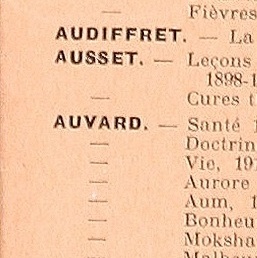 — Fièvres
AUDIFFRET. — La
AUSSET. — Leçons
1898-1
— Cures t
AUVARD. — Santé
— Doctrin
— Vie, 19
— Aurore
— Aum, 1
— Bonheu
— Moksha